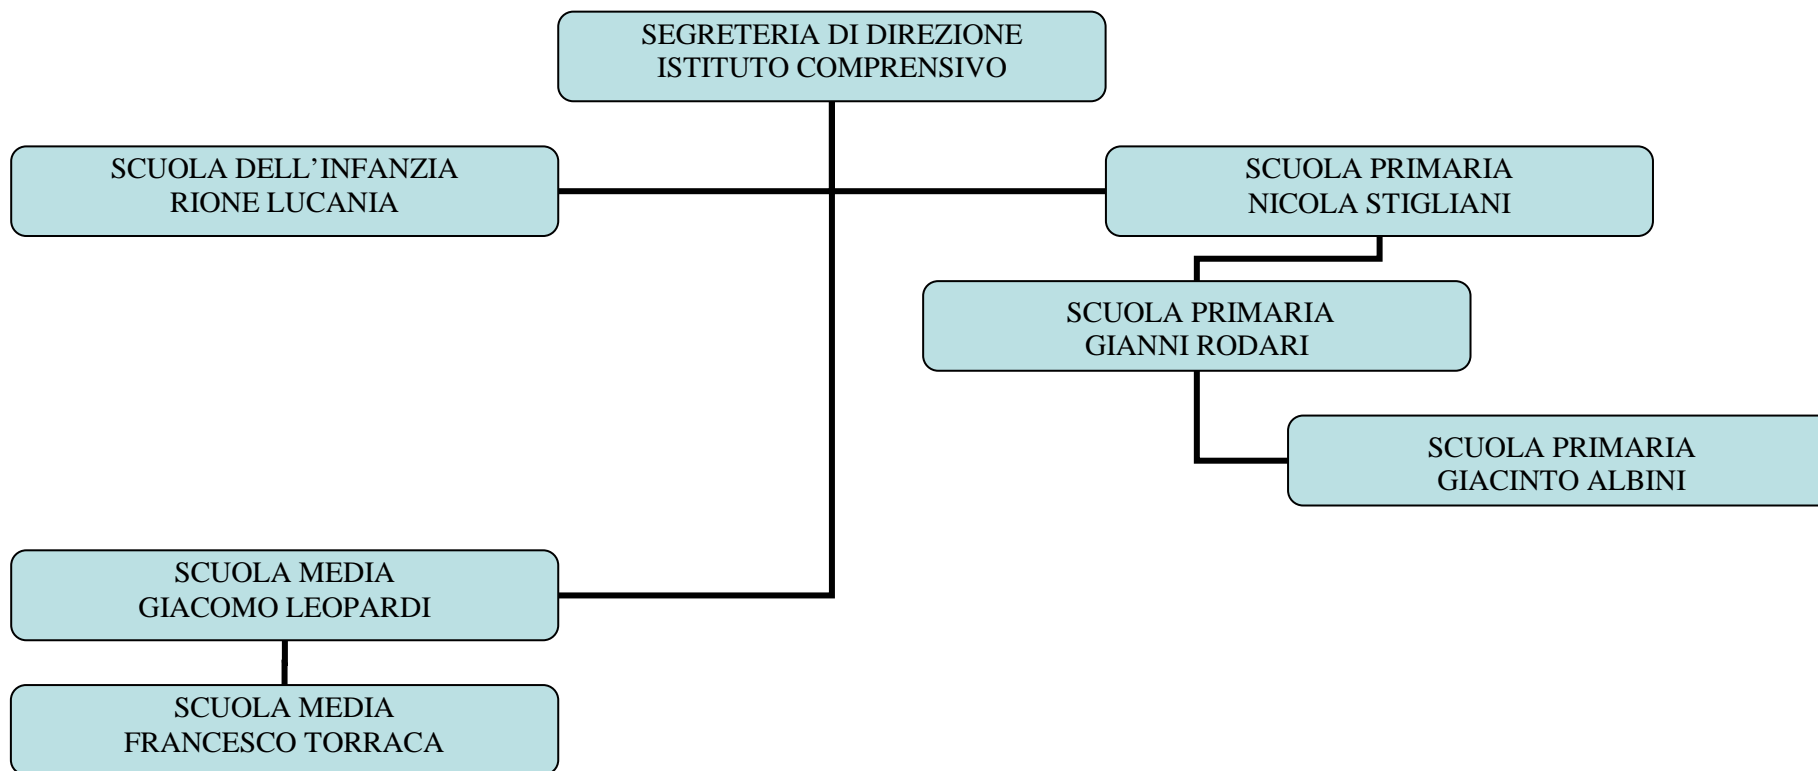 SEGRETERIA DI DIREZIONE
ISTITUTO COMPRENSIVO
SCUOLA DELL’INFANZIA
RIONE LUCANIA
SCUOLA PRIMARIA
NICOLA STIGLIANI
SCUOLA PRIMARIA
GIANNI RODARI
SCUOLA PRIMARIA
GIACINTO ALBINI
SCUOLA MEDIA
GIACOMO LEOPARDI
SCUOLA MEDIA
FRANCESCO TORRACA